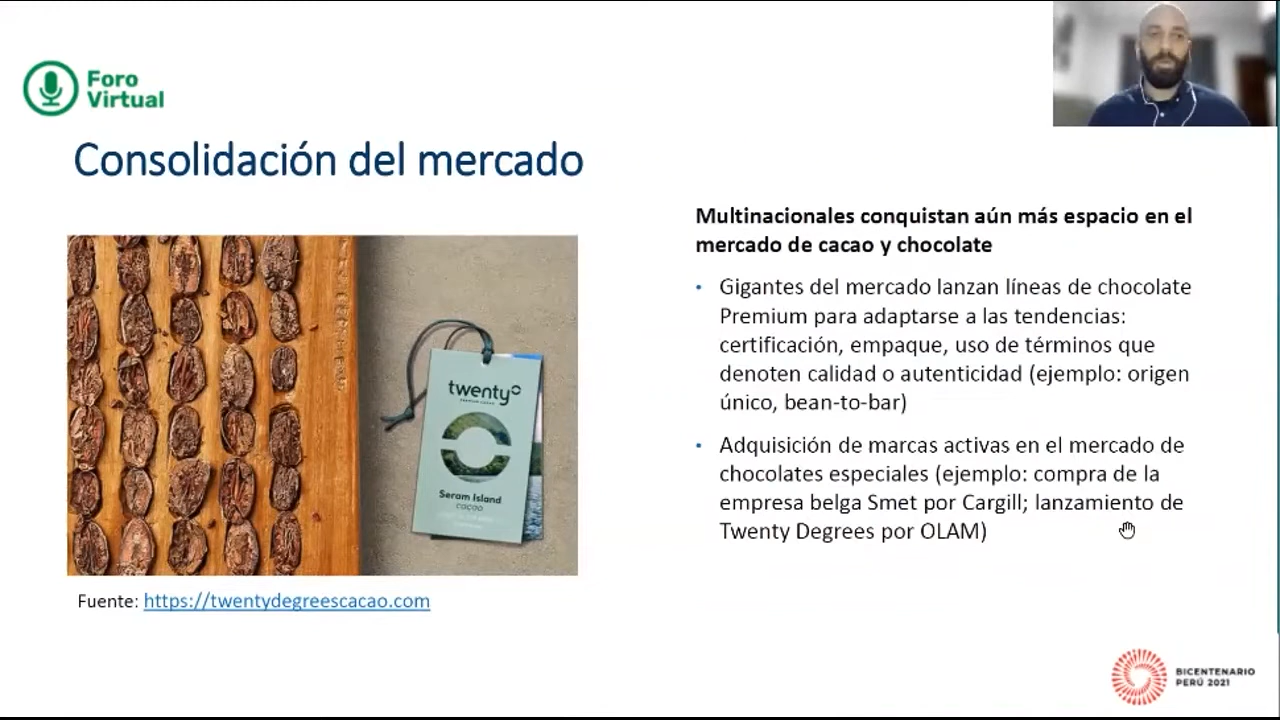 Foro
Virtual
Consolidación del mercado
Multinacionales conquistan aún más espacio en el
mercado de cacao y chocolate
• Gigantes del mercado lanzan líneas de chocolate
Premium para adaptarse a las tendencias:
certificación, empaque, uso de términos que
denoten calidad o autenticidad (ejemplo: origen
único, bean-to-bar)
• Adquisición de marcas activas en el mercado de
chocolates especiales (ejemplo: compra de la
empresa belga Smet por Cargill; lanzamiento de
Twenty Degrees por OLAM)
twenty
Seram Island
cacao
Fuente: https://twentydegreescacao.com
BICENTENARIO
PERÚ 2021